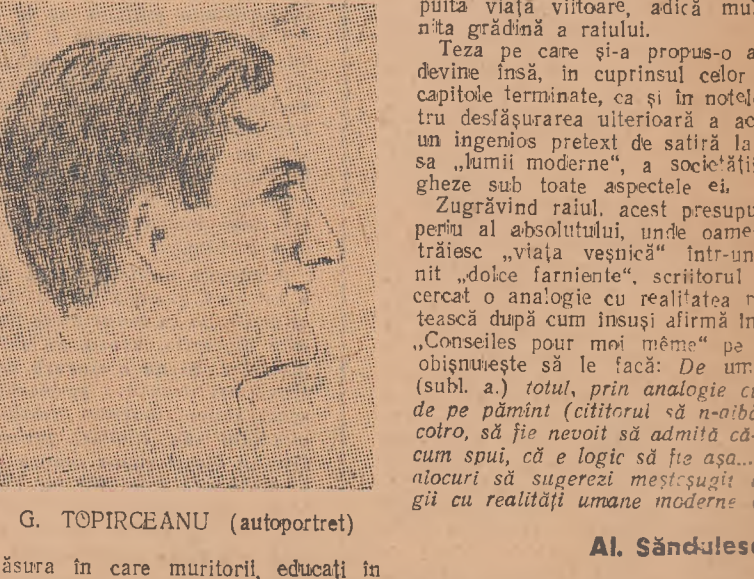 G. TOPIRCEANU (autoportret)
ăsura în care muritorii, educați în
puita viață viitoare, adică mul
nita grădină a raiului.
Teza pe care și-a propus-o a
devine însă, in cuprinsul celor
capitole terminate, ca și în notel
tru desfășurarea ulterioară a ac
un ingenios pretext de satiră la
sa „lumii moderne“, a societății
gheze sub toate aspectele ei.
Zugrăvind raiul, acest presupu
periu al absolutului, unde oame
trăiesc „viața veșnică“ într-un
nit „dolce farniente“, scriitorul
cercat o analogie cu realitatea
tească după cum însuși afirmă în
„Conseiles pour moi même“ pe
obișnuiește să le facă: De um
(subl. a.) totul, prin analogie c
de pe pămînt (cititorul să n-aibă
cotro, să fie nevoit să admită că
cum spui, că e logic să fie așa...
alocuri să sugerezi meșteșugit
gii cu realități umane moderne
Al. Săndulesc